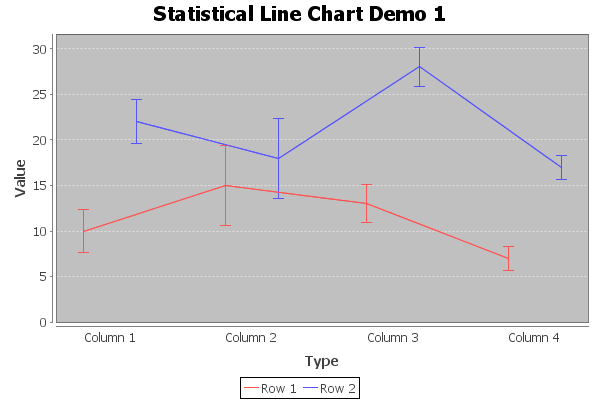 Statistical Line Chart Demo 1
30
25
20
15
10
5
0
Value
Column 1 Column 2 Column 3 Column 4
Type
Row 1 Row 2